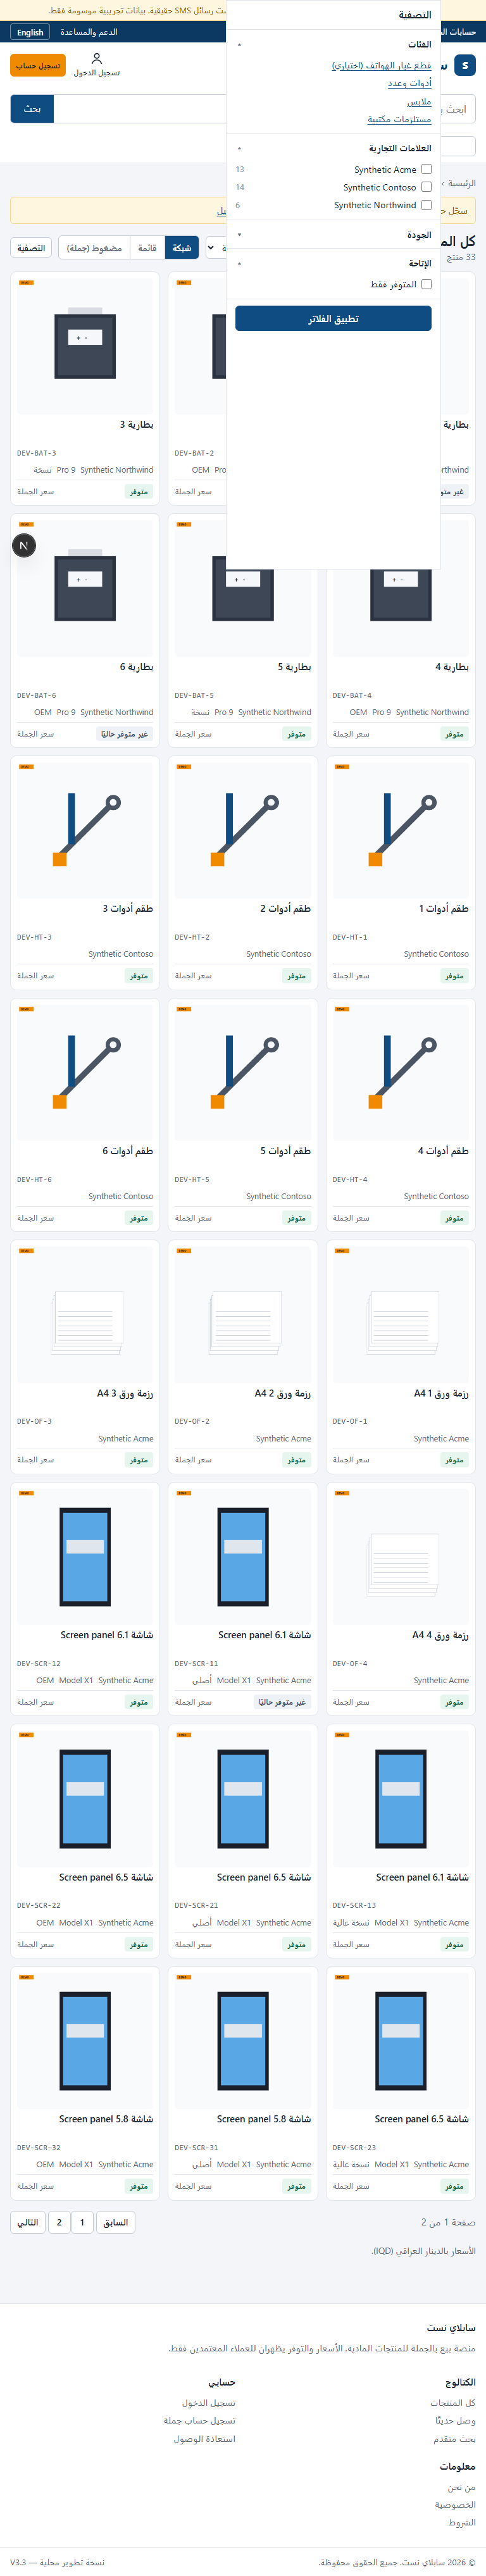 ست رسائل SMS حقيقية. بيانات تجريبية موسومة فقط.
حسابات
الدعم والمساعدة
English
S
تسجيل الدخول
تسجيل حساب
بحث
الرئيسية ›
سجّل
كل
33 منتج
شبكة
قائمة
مضغوط (جملة)
التصفية
التصفية
الفئات
قطع غيار الهواتف (اختياري)
أدوات وعدد
ملابس
مستلزمات مكتبية
العلامات التجارية
Synthetic Acme 13
Synthetic Contoso 14
Synthetic Northwind 6
الجودة
الإتاحة
المتوفر فقط
تطبيق الفلاتر
بطارية
غير
DEV-BAT-2
OEM Pro
متوفر
سعر الجملة
بطارية 3
DEV-BAT-3
Synthetic Northwind Pro 9 نسخة
متوفر
سعر الجملة
N
بطارية 4
DEV-BAT-4
Synthetic Northwind Pro 9 OEM
متوفر
سعر الجملة
بطارية 5
DEV-BAT-5
Synthetic Northwind Pro 9 نسخة
متوفر
سعر الجملة
بطارية 6
DEV-BAT-6
Synthetic Northwind Pro 9 OEM
غير متوفر حاليًا
سعر الجملة
طقم أدوات 1
DEV-HT-1
Synthetic Contoso
متوفر
سعر الجملة
طقم أدوات 2
DEV-HT-2
Synthetic Contoso
متوفر
سعر الجملة
طقم أدوات 3
DEV-HT-3
Synthetic Contoso
متوفر
سعر الجملة
طقم أدوات 4
DEV-HT-4
Synthetic Contoso
متوفر
سعر الجملة
طقم أدوات 5
DEV-HT-5
Synthetic Contoso
متوفر
سعر الجملة
طقم أدوات 6
DEV-HT-6
Synthetic Contoso
متوفر
سعر الجملة
رزمة ورق A4 1
DEV-OF-1
Synthetic Acme
متوفر
سعر الجملة
رزمة ورق A4 2
DEV-OF-2
Synthetic Acme
متوفر
سعر الجملة
رزمة ورق A4 3
DEV-OF-3
Synthetic Acme
متوفر
سعر الجملة
رزمة ورق A4 4
DEV-OF-4
Synthetic Acme
متوفر
سعر الجملة
شاشة Screen panel 6.1
DEV-SCR-11
Synthetic Acme Model X1 أصلي
غير متوفر حاليًا
سعر الجملة
شاشة Screen panel 6.1
DEV-SCR-12
Synthetic Acme Model X1 OEM
متوفر
سعر الجملة
شاشة Screen panel 6.1
DEV-SCR-13
Synthetic Acme Model X1 نسخة عالية
متوفر
سعر الجملة
شاشة Screen panel 6.5
DEV-SCR-21
Synthetic Acme Model X1 أصلي
متوفر
سعر الجملة
شاشة Screen panel 6.5
DEV-SCR-22
Synthetic Acme Model X1 OEM
متوفر
سعر الجملة
شاشة Screen panel 6.5
DEV-SCR-23
Synthetic Acme Model X1 نسخة عالية
متوفر
سعر الجملة
شاشة Screen panel 5.8
DEV-SCR-31
Synthetic Acme Model X1 أصلي
متوفر
سعر الجملة
شاشة Screen panel 5.8
DEV-SCR-32
Synthetic Acme Model X1 OEM
متوفر
سعر الجملة
صفحة 1 من 2
السابق
1
2
التالي
الأسعار بالدينار العراقي (IQD).
سابلاي نست
منصة بيع بالجملة للمنتجات المادية. الأسعار والتوفر يظهران للعملاء المعتمدين فقط.
الكتالوج
كل المنتجات
وصل حديثًا
بحث متقدم
حسابي
تسجيل الدخول
تسجيل حساب جملة
استعادة الوصول
معلومات
من نحن
الخصوصية
الشروط
© 2026 سابلاي نست. جميع الحقوق محفوظة.
نسخة تطوير محلية — V3.3